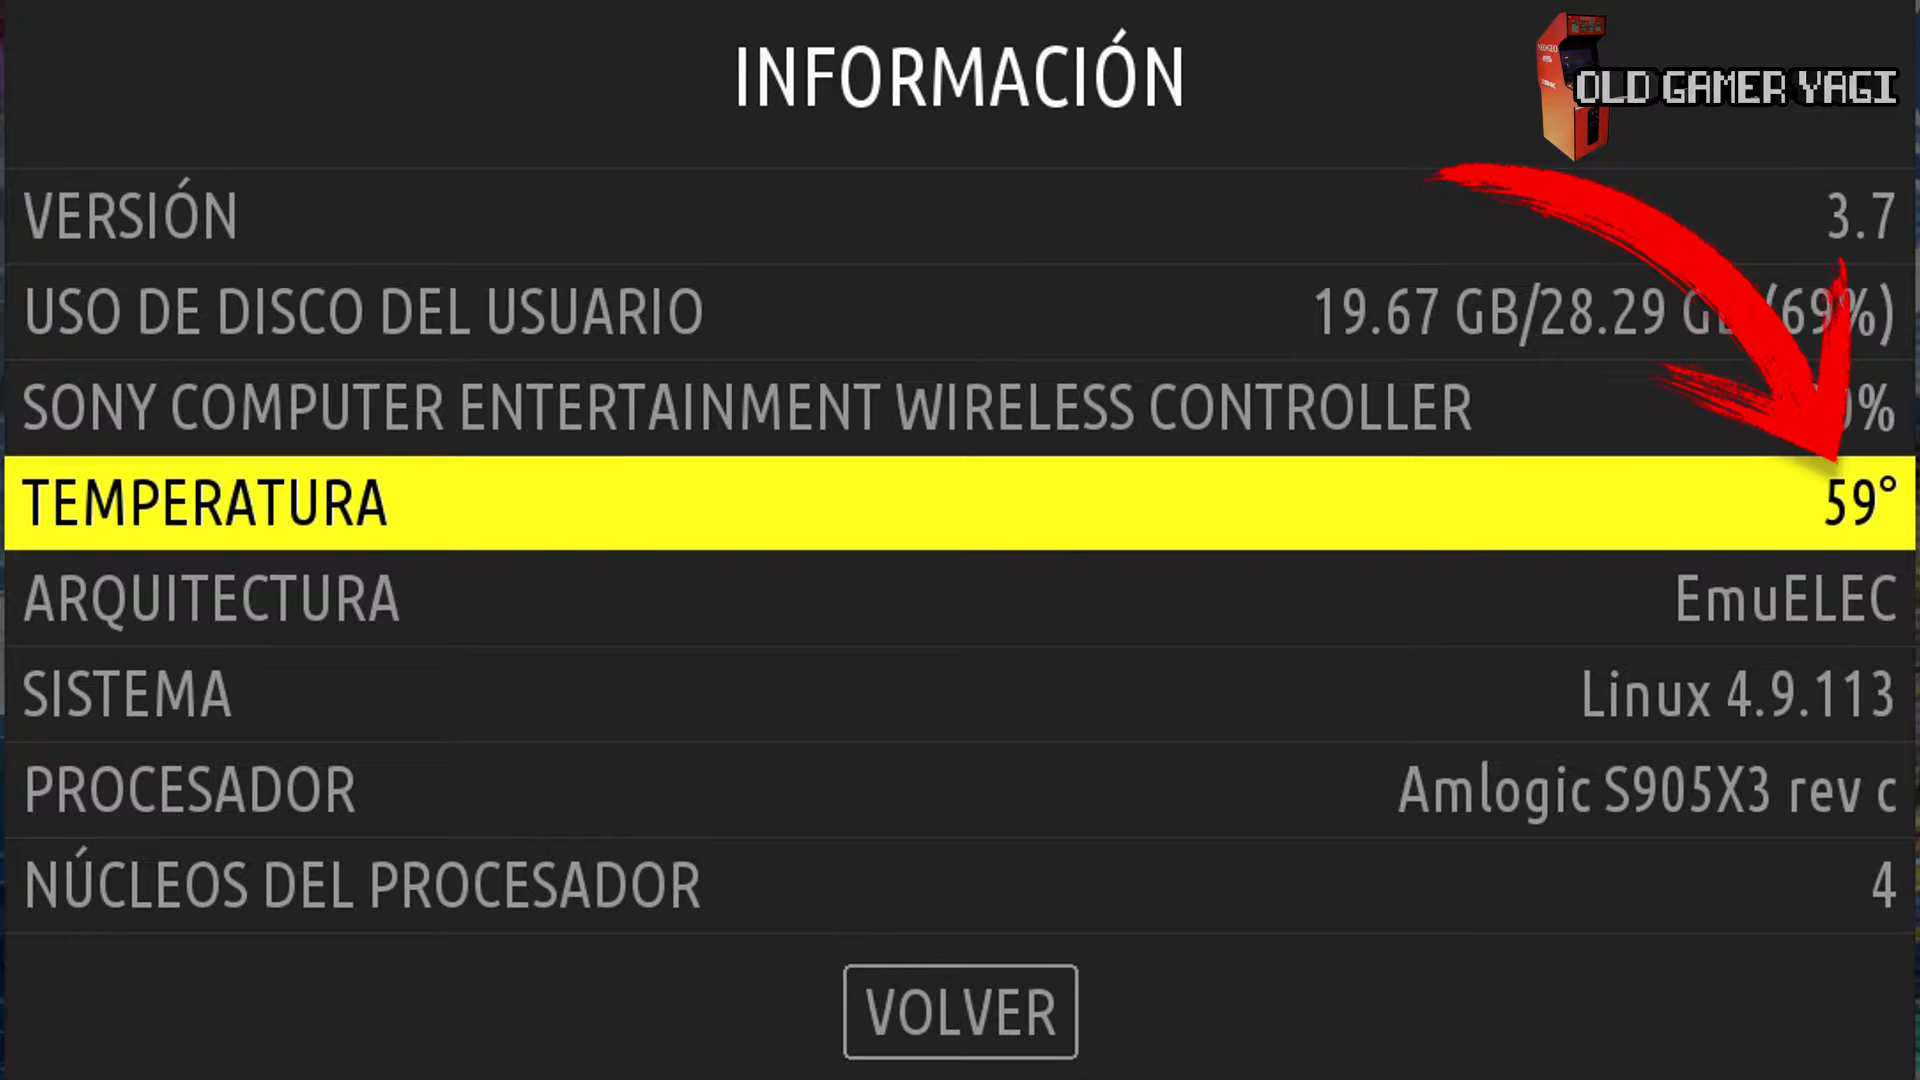 INFORMACIÓN
OLD GAMER YAGI
VERSIÓN 3.7
USO DE DISCO DEL USUARIO 19.67 GB/28.29 (69%)
SONY COMPUTER ENTERTAINMENT WIRELESS CONTROLLER
TEMPERATURA 59°
ARQUITECTURA EmuELEC
SISTEMA Linux 4.9.113
PROCESADOR Amlogic S905X3 rev c
NÚCLEOS DEL PROCESADOR 4
VOLVER